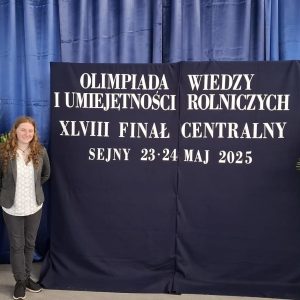 OLIMPIADA WIEDZY
I UMIEJĘTNOŚCI ROLNICZYCH
XLVIII FINAŁ CENTRALNY
SEJNY 23-24 MAJ 2025